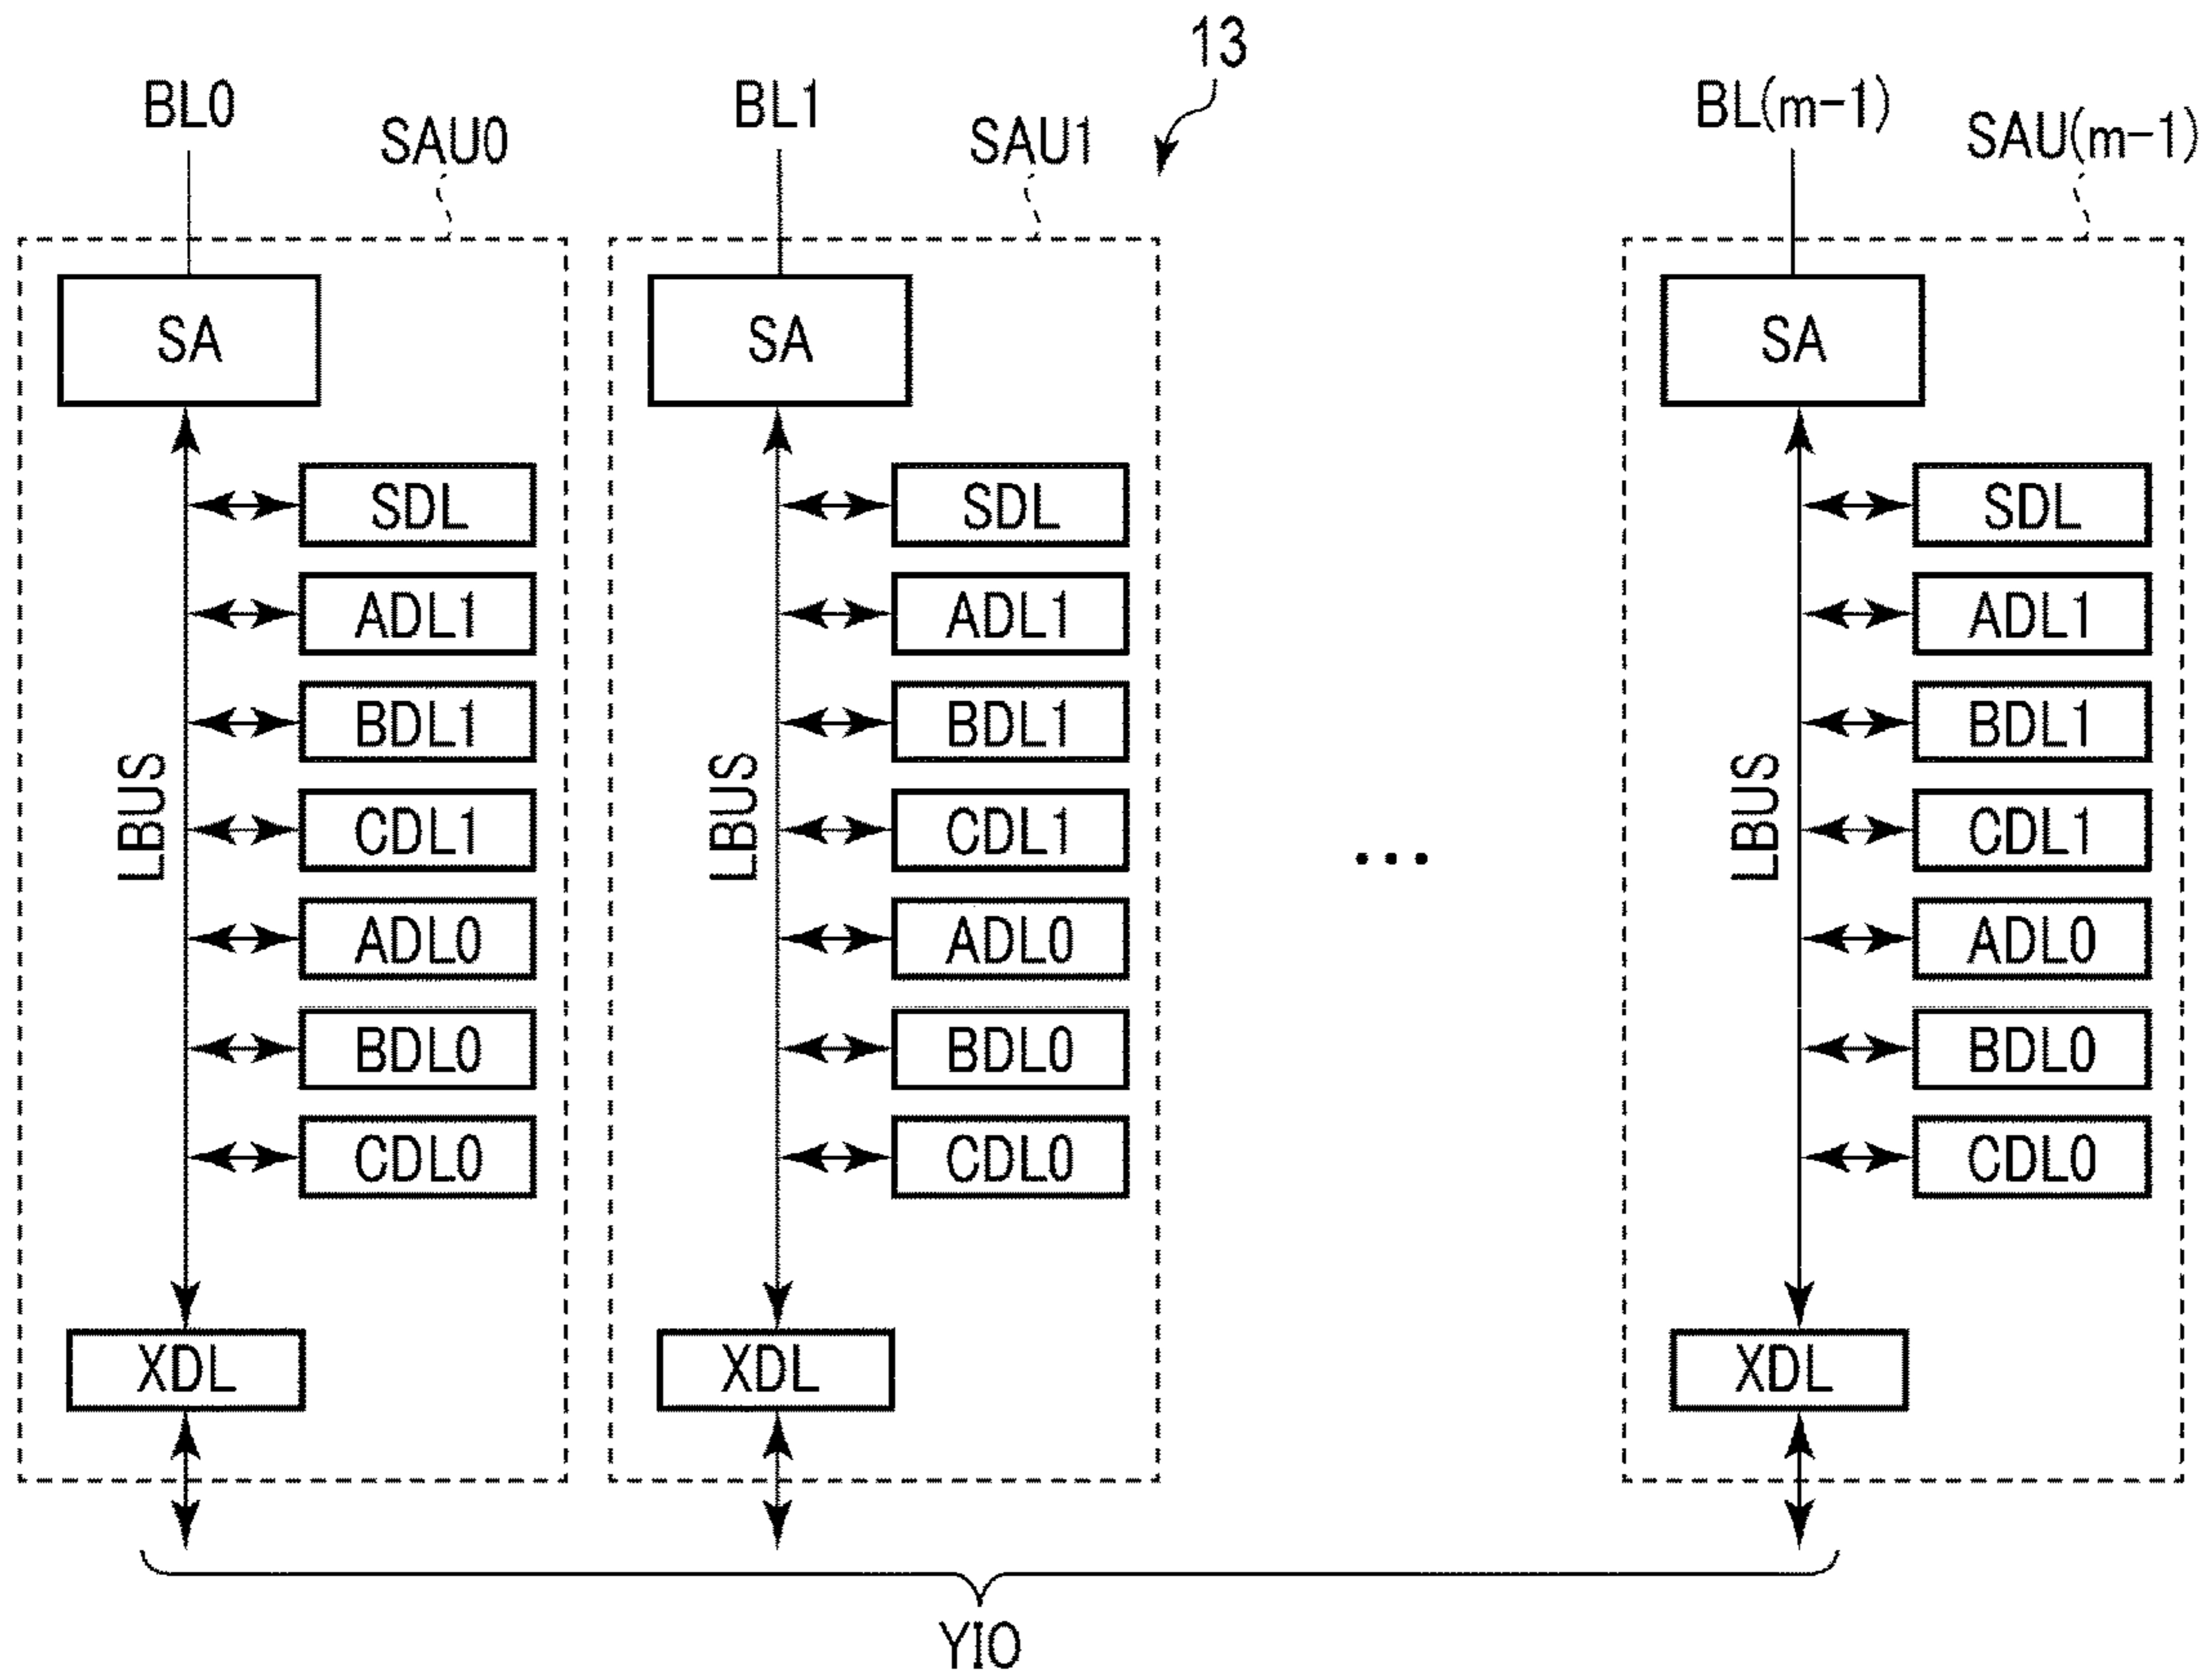 13
BL0 BL1 BL(m-1)
SAU0 SAU1 SAU(m-1)
SA SA SA
SDL SDL SDL
ADL1 ADL1 ADL1
BDL1 BDL1 BDL1
LBUS LBUS LBUS
CDL1 CDL1 ... CDL1
ADL0 ADL0 ADL0
BDL0 BDL0 BDL0
CDL0 CDL0 CDL0
XDL XDL XDL
YIO